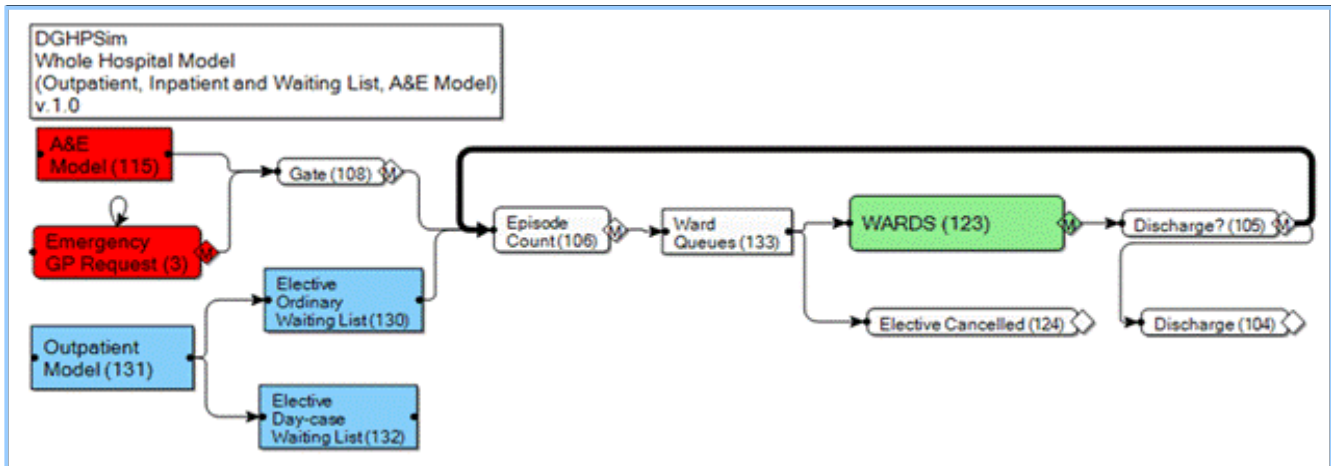 DGHPSim
Whole Hospital Model
(Outpatient, Inpatient and Waiting List, A&E Model)
v.1.0
A&E
Model (115)
Gate (108)
M
Emergency
GP Request (3)
M
Episode
Count (106)
M
Ward
Queues (133)
WARDS (123)
M
Discharge? (105)
M
Elective
Ordinary
Waiting List (130)
Elective Cancelled (124)
Discharge (104)
Outpatient
Model (131)
Elective
Day-case
Waiting List (132)